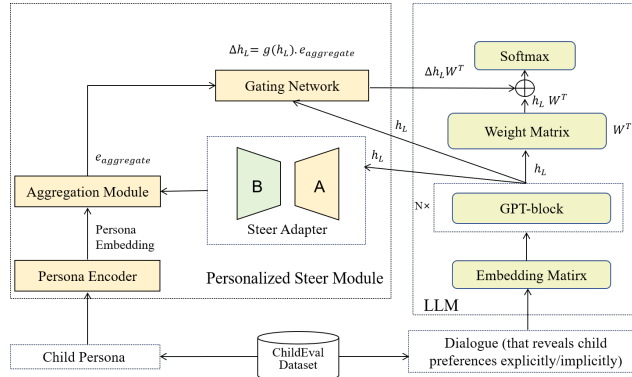 Δh_L = g(h_L). e_aggregate
Softmax
Gating Network
Δh_L W^T
h_L W^T
h_L
Weight Matrix
W^T
e_aggregate
h_L
h_L
B
A
Aggregation Module
N×
GPT-block
Steer Adapter
Persona
Embedding
Persona Encoder
Personalized Steer Module
Embedding Matirx
LLM
Child Persona
ChildEval
Dataset
Dialogue (that reveals child
preferences explicitly/implicitly)